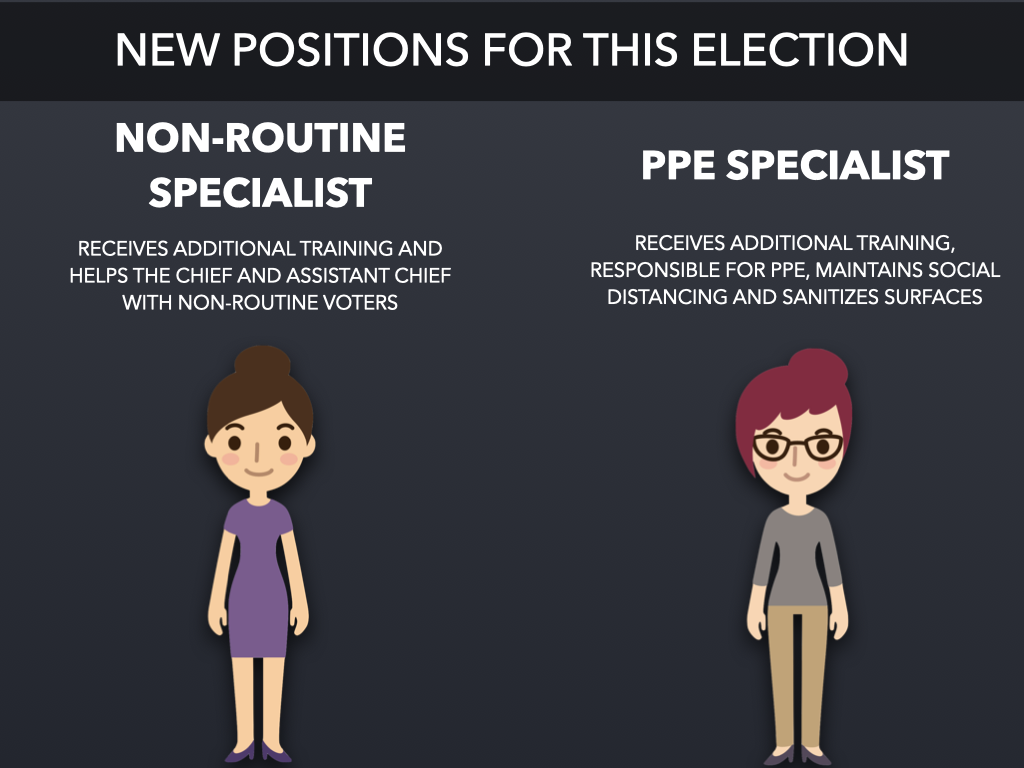 NEW POSITIONS FOR THIS ELECTION
NON-ROUTINE
SPECIALIST
RECEIVES ADDITIONAL TRAINING AND
HELPS THE CHIEF AND ASSISTANT CHIEF
WITH NON-ROUTINE VOTERS
PPE SPECIALIST
RECEIVES ADDITIONAL TRAINING,
RESPONSIBLE FOR PPE, MAINTAINS SOCIAL
DISTANCING AND SANITIZES SURFACES